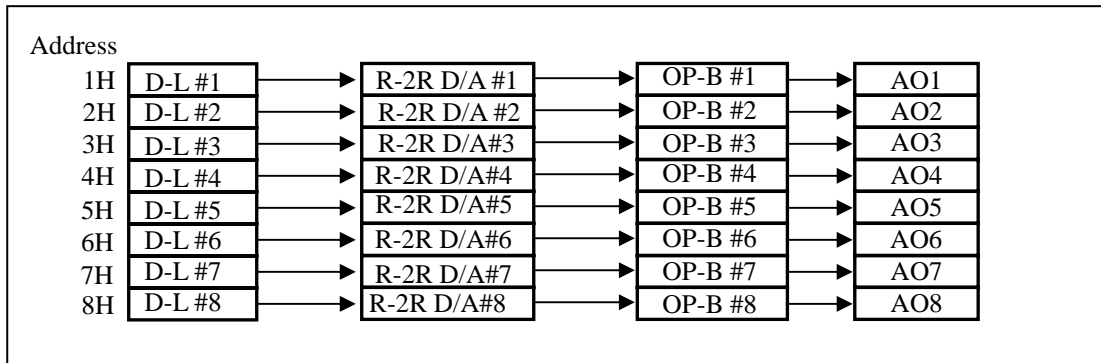 Address
1H D-L #1 R-2R D/A #1 OP-B #1 AO1
2H D-L #2 R-2R D/A #2 OP-B #2 AO2
3H D-L #3 R-2R D/A#3 OP-B #3 AO3
4H D-L #4 R-2R D/A#4 OP-B #4 AO4
5H D-L #5 R-2R D/A#5 OP-B #5 AO5
6H D-L #6 R-2R D/A#6 OP-B #6 AO6
7H D-L #7 R-2R D/A#7 OP-B #7 AO7
8H D-L #8 R-2R D/A#8 OP-B #8 AO8